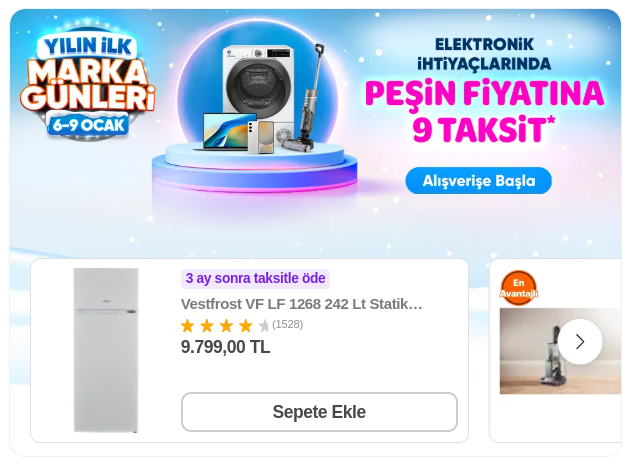 YILIN İLK
MARKA
GÜNLERİ
6-9 OCAK
ELEKTRONİK
İHTİYAÇLARINDA
PEŞİN FİYATINA
9 TAKSİT*
Alışverişe Başla
3 ay sonra taksitle öde
Vestfrost VF LF 1268 242 Lt Statik…
(1528)
9.799,00 TL
Sepete Ekle
En
Avantajlı